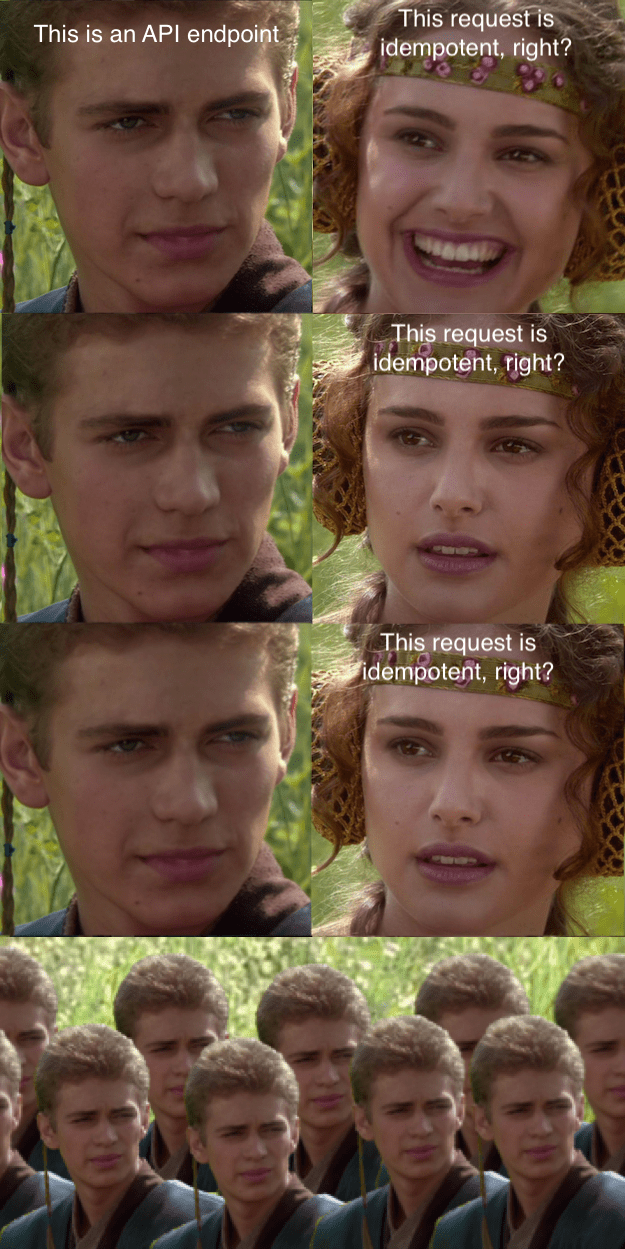 This is an API endpoint
This request is
idempotent, right?
This request is
idempotent, right?
This request is
idempotent, right?